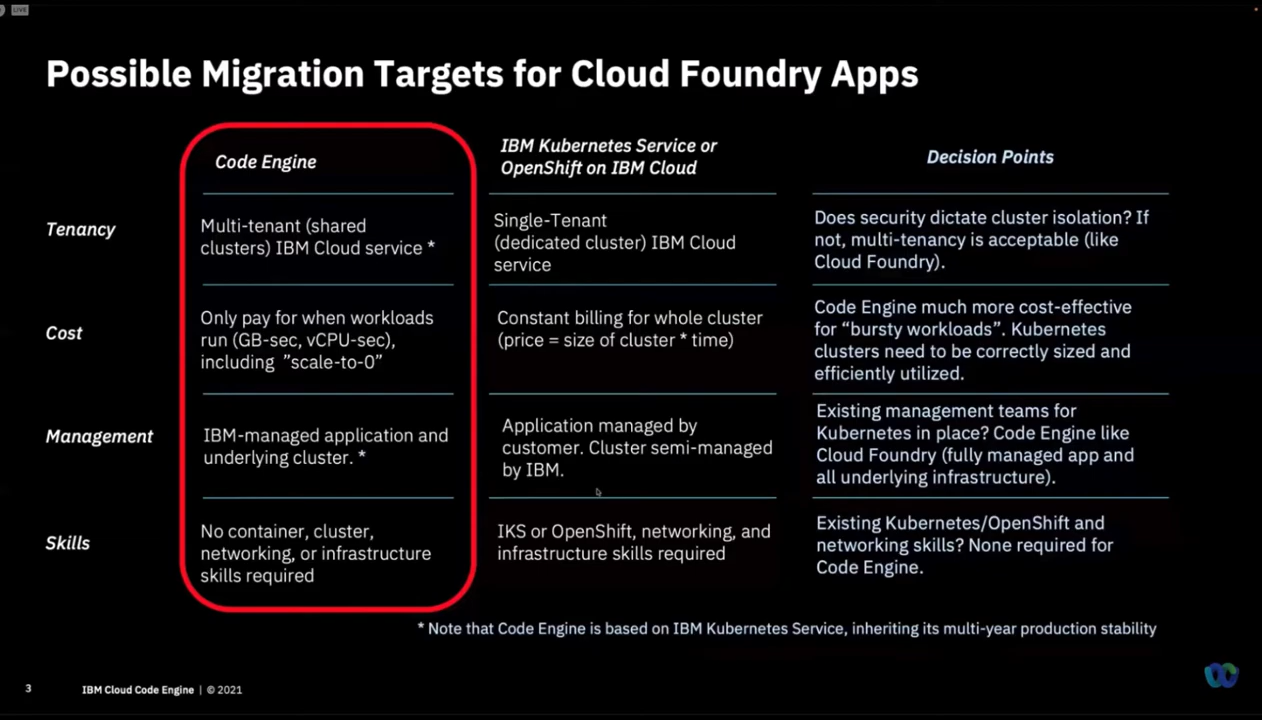 LIVE
Possible Migration Targets for Cloud Foundry Apps
Code Engine
IBM Kubernetes Service or
OpenShift on IBM Cloud
Decision Points
Tenancy
Multi-tenant (shared
clusters) IBM Cloud service *
Single-Tenant
(dedicated cluster) IBM Cloud
service
Does security dictate cluster isolation? If
not, multi-tenancy is acceptable (like
Cloud Foundry).
Cost
Only pay for when workloads
run (GB-sec, vCPU-sec),
including ”scale-to-0”
Constant billing for whole cluster
(price = size of cluster * time)
Code Engine much more cost-effective
for “bursty workloads”. Kubernetes
clusters need to be correctly sized and
efficiently utilized.
Management
IBM-managed application and
underlying cluster. *
Application managed by
customer. Cluster semi-managed
by IBM.
Existing management teams for
Kubernetes in place? Code Engine like
Cloud Foundry (fully managed app and
all underlying infrastructure).
Skills
No container, cluster,
networking, or infrastructure
skills required
IKS or OpenShift, networking, and
infrastructure skills required
Existing Kubernetes/OpenShift and
networking skills? None required for
Code Engine.
* Note that Code Engine is based on IBM Kubernetes Service, inheriting its multi-year production stability
3
IBM Cloud Code Engine | © 2021